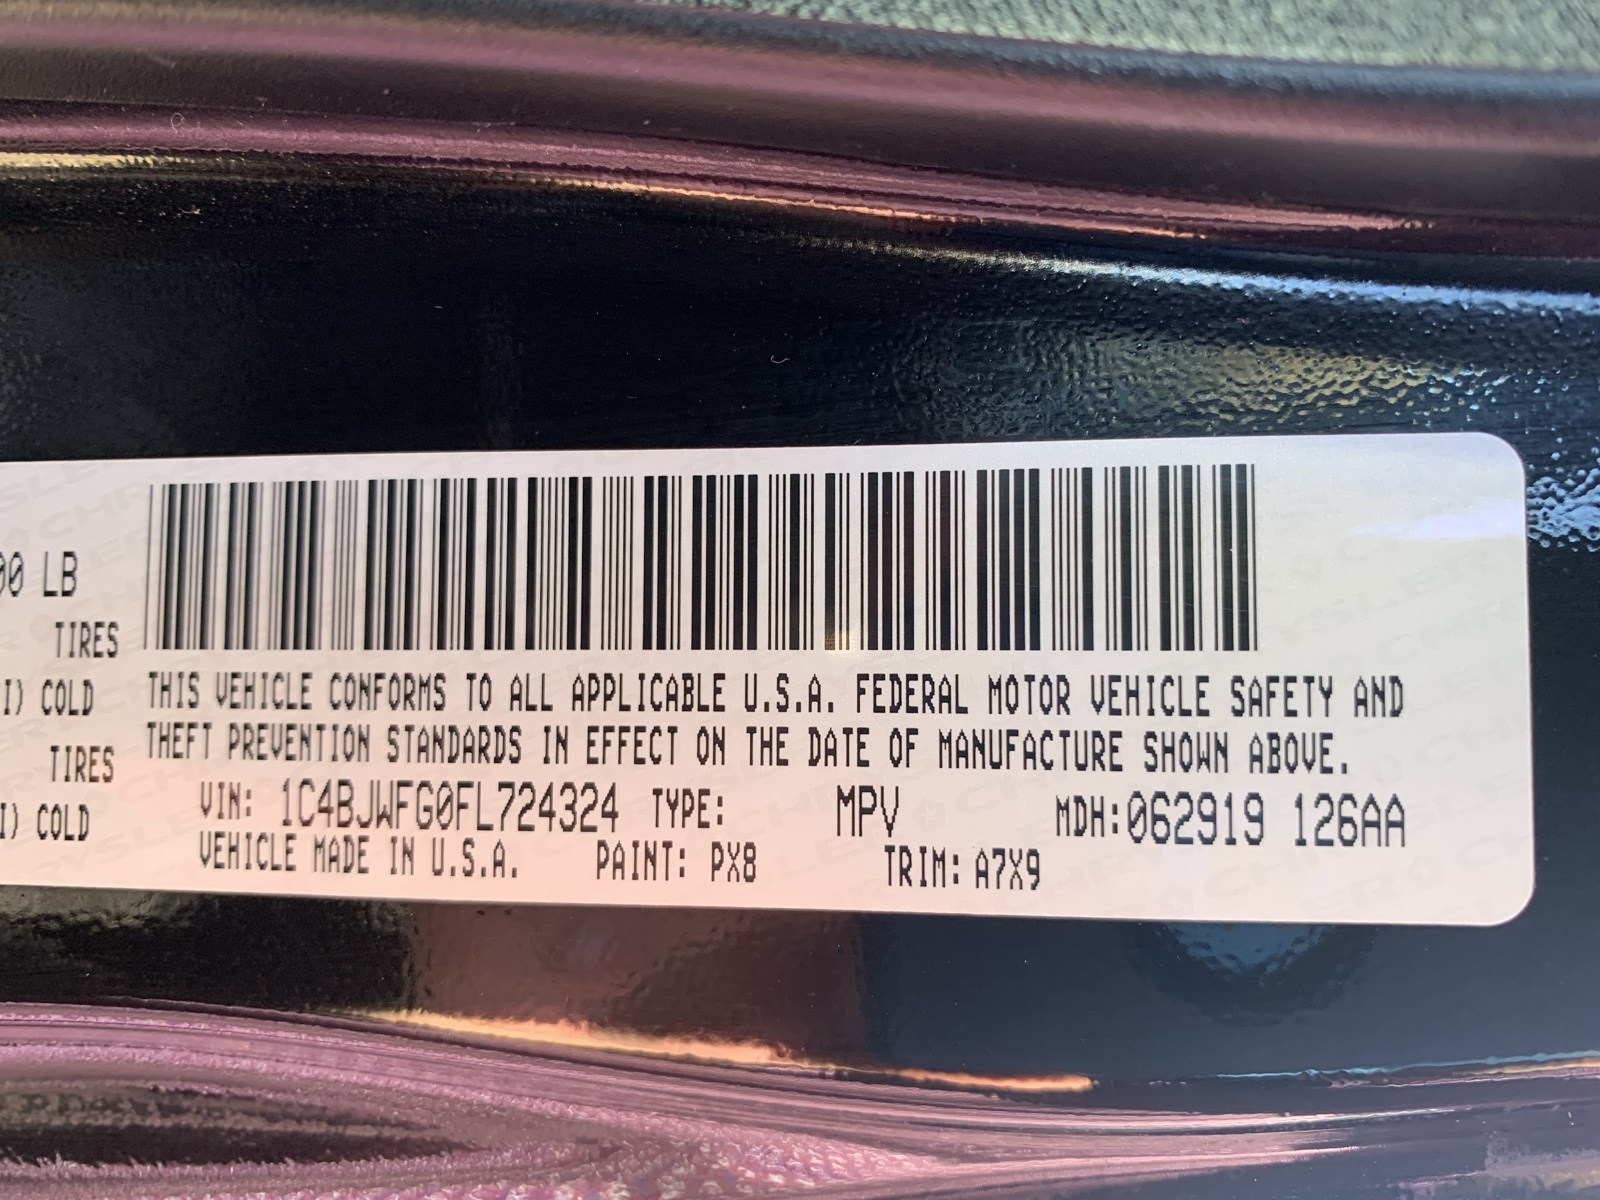 00 LB
TIRES
I) COLD
TIRES
I) COLD
THIS VEHICLE CONFORMS TO ALL APPLICABLE U.S.A. FEDERAL MOTOR VEHICLE SAFETY AND
THEFT PREVENTION STANDARDS IN EFFECT ON THE DATE OF MANUFACTURE SHOWN ABOVE.
VIN: 1C4BJWFG0FL724324 TYPE: MPV MDH:062919 126AA
VEHICLE MADE IN U.S.A. PAINT: PX8 TRIM: A7X9